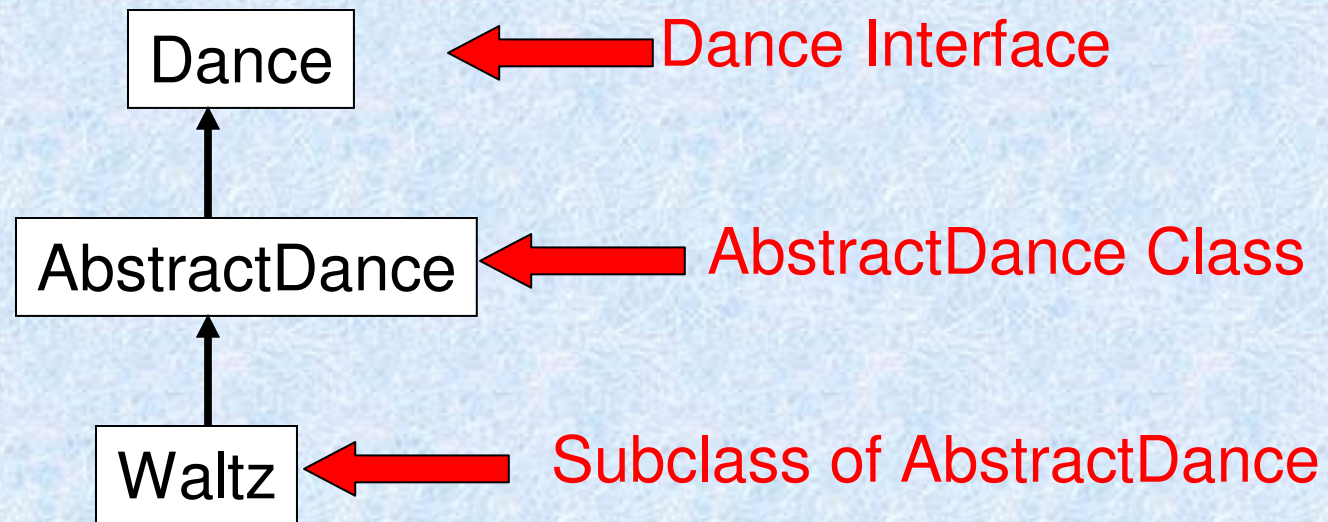 Dance
Dance Interface
AbstractDance
AbstractDance Class
Waltz
Subclass of AbstractDance